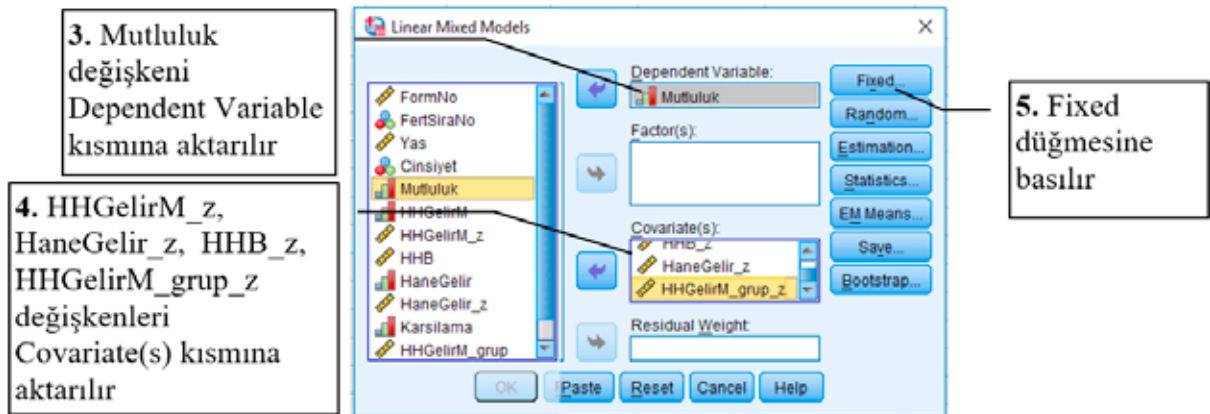 3. Mutluluk
değişkeni
Dependent Variable
kısmına aktarılır
4. HHGelirM_z,
HaneGelir_z, HHB_z,
HHGelirM_grup_z
değişkenleri
Covariate(s) kısmına
aktarılır
Linear Mixed Models
FormNo
FertSiraNo
Yas
Cinsiyet
Mutluluk
HHGelirM
HHGelirM_z
HHB
HaneGelir
HaneGelir_z
Karsilama
HHGelirM_grup
Dependent Variable:
Mutluluk
Factor(s):
Covariate(s):
HHB_z
HaneGelir_z
HHGelirM_grup_z
Residual Weight:
Fixed...
Random...
Estimation...
Statistics...
EM Means...
Save...
Bootstrap...
OK
Paste
Reset
Cancel
Help
5. Fixed
düğmesine
basılır